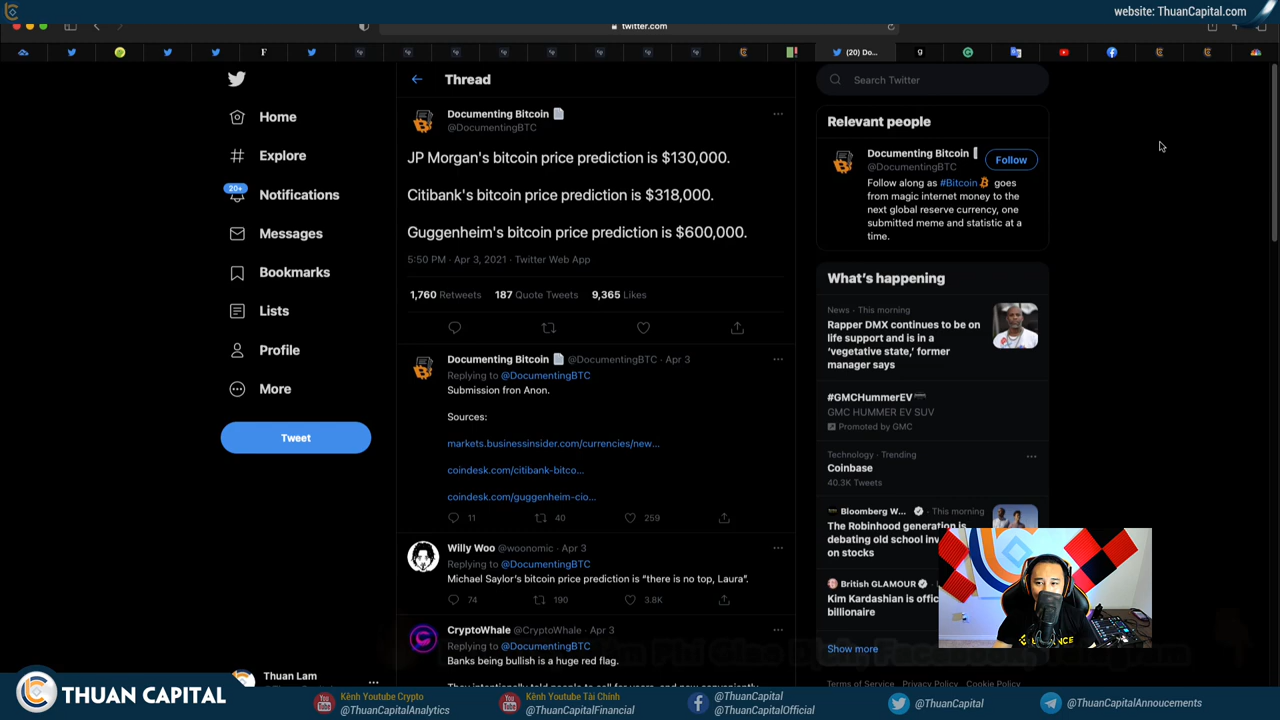 website: ThuanCapital.com
twitter.com
(20) Do...
Thread
Search Twitter
Home
Explore
20+
Notifications
Messages
Bookmarks
Lists
Profile
More
Tweet
Documenting Bitcoin
@DocumentingBTC
JP Morgan's bitcoin price prediction is $130,000.
Citibank's bitcoin price prediction is $318,000.
Guggenheim's bitcoin price prediction is $600,000.
5:50 PM · Apr 3, 2021 · Twitter Web App
1,760 Retweets 187 Quote Tweets 9,365 Likes
Documenting Bitcoin @DocumentingBTC · Apr 3
Replying to @DocumentingBTC
Submission fron Anon.
Sources:
markets.businessinsider.com/currencies/new...
coindesk.com/citibank-bitco...
coindesk.com/guggenheim-cio...
11 40 259
Willy Woo @woonomic · Apr 3
Replying to @DocumentingBTC
Michael Saylor's bitcoin price prediction is "there is no top, Laura".
74 190 3.8K
CryptoWhale @CryptoWhale · Apr 3
Replying to @DocumentingBTC
Banks being bullish is a huge red flag.
Relevant people
Documenting Bitcoin
@DocumentingBTC
Follow
Follow along as #Bitcoin goes
from magic internet money to the
next global reserve currency, one
submitted meme and statistic at a
time.
What's happening
News · This morning
Rapper DMX continues to be on
life support and is in a
'vegetative state,' former
manager says
#GMCHummerEV
GMC HUMMER EV SUV
Promoted by GMC
Technology · Trending
Coinbase
40.3K Tweets
Bloomberg W... · This morning
The Robinhood generation is
debating old school inv
on stocks
British GLAMOUR
Kim Kardashian is offic
billionaire
Show more
Terms of Service Privacy Policy Cookie Policy
Thuan Lam
THUAN CAPITAL
Kênh Youtube Crypto
@ThuanCapitalAnalytics
Kênh Youtube Tài Chính
@ThuanCapitalFinancial
@ThuanCapital
@ThuanCapitalOfficial
@ThuanCapital
@ThuanCapitalAnnoucements